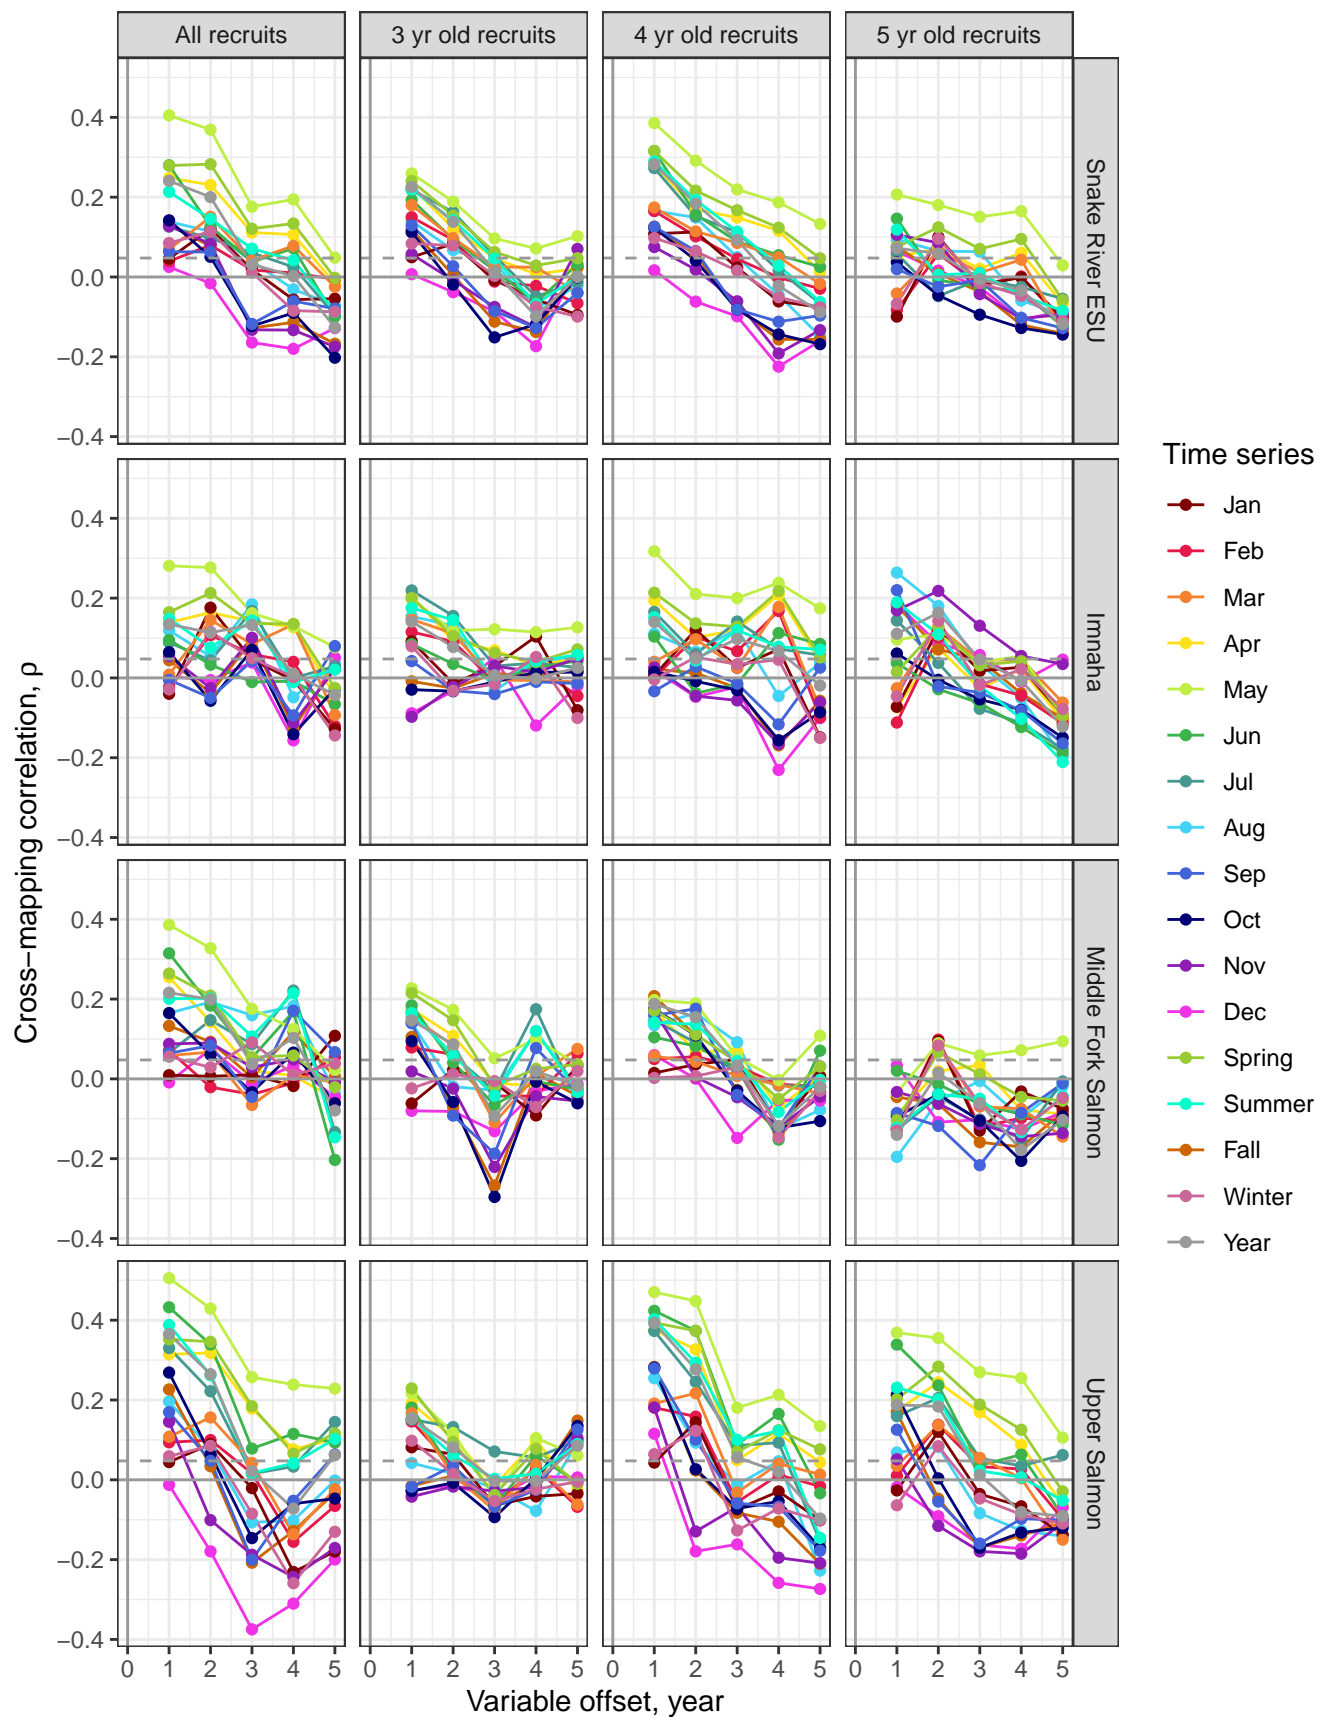 All recruits 3 yr old recruits 4 yr old recruits 5 yr old recruits
Snake River ESU
0.4
0.2
0.0
−0.2
−0.4
Imnaha
0.4
0.2
0.0
−0.2
−0.4
Middle Fork Salmon
0.4
0.2
0.0
−0.2
−0.4
Upper Salmon
0.4
0.2
0.0
−0.2
−0.4
0 1 2 3 4 5 0 1 2 3 4 5 0 1 2 3 4 5 0 1 2 3 4 5
Variable offset, year
Cross−mapping correlation, ρ
Time series
Jan
Feb
Mar
Apr
May
Jun
Jul
Aug
Sep
Oct
Nov
Dec
Spring
Summer
Fall
Winter
Year